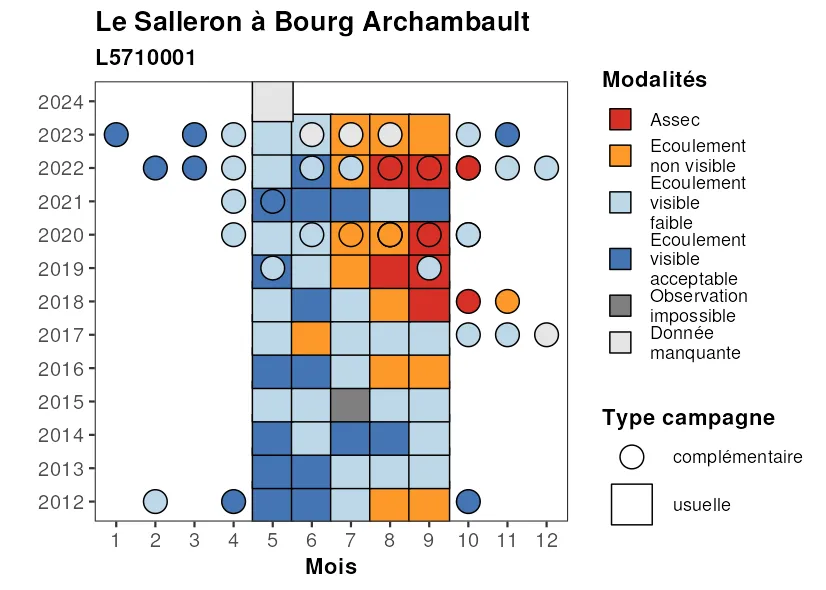 Le Salleron à Bourg Archambault
L5710001
2024
2023
2022
2021
2020
2019
2018
2017
2016
2015
2014
2013
2012
1 2 3 4 5 6 7 8 9 10 11 12
Mois
Modalités
Assec
Ecoulement
non visible
Ecoulement
visible
faible
Ecoulement
visible
acceptable
Observation
impossible
Donnée
manquante
Type campagne
complémentaire
usuelle